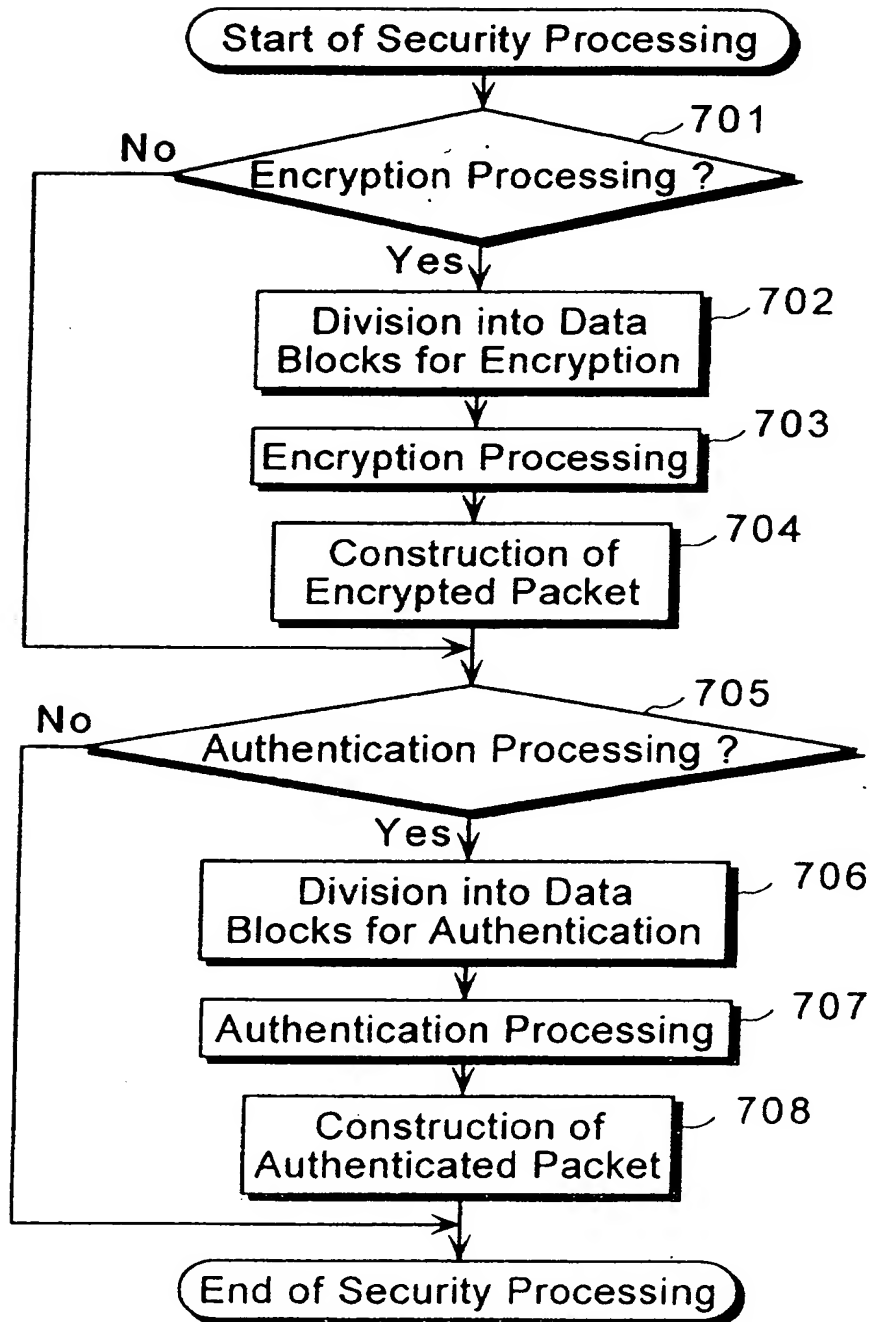 Start of Security Processing
701
No
Encryption Processing ?
Yes
702
Division into Data
Blocks for Encryption
703
Encryption Processing
704
Construction of
Encrypted Packet
705
No
Authentication Processing ?
Yes
706
Division into Data
Blocks for Authentication
707
Authentication Processing
708
Construction of
Authenticated Packet
End of Security Processing